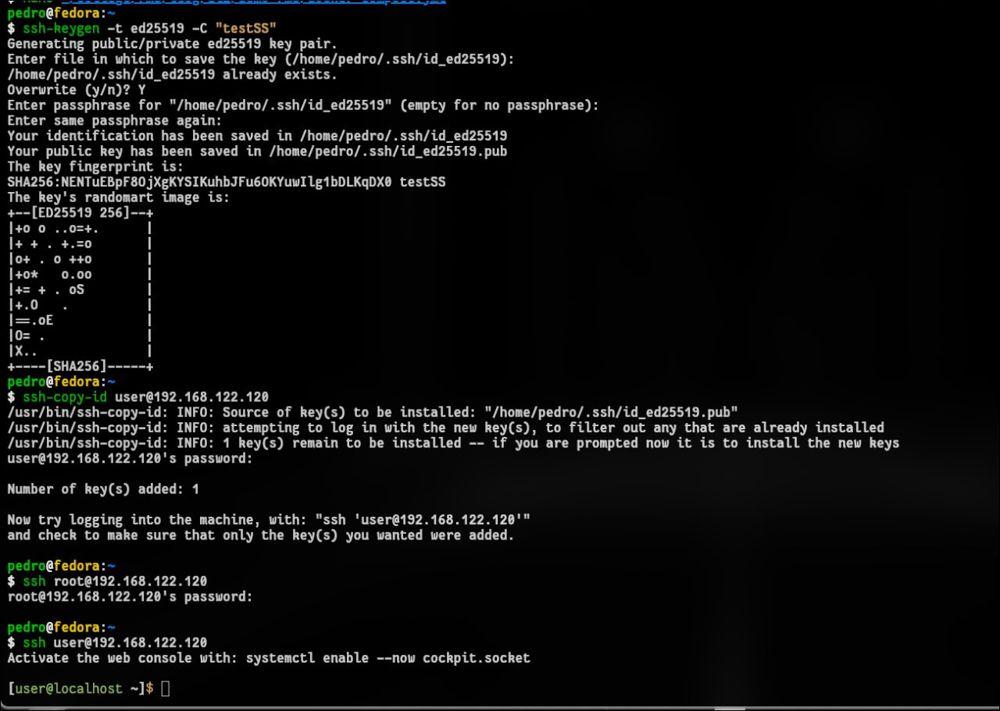 pedro@fedora:~
$ ssh-keygen -t ed25519 -C "testSS"
Generating public/private ed25519 key pair.
Enter file in which to save the key (/home/pedro/.ssh/id_ed25519):
/home/pedro/.ssh/id_ed25519 already exists.
Overwrite (y/n)? Y
Enter passphrase for "/home/pedro/.ssh/id_ed25519" (empty for no passphrase):
Enter same passphrase again:
Your identification has been saved in /home/pedro/.ssh/id_ed25519
Your public key has been saved in /home/pedro/.ssh/id_ed25519.pub
The key fingerprint is:
SHA256:NENTuEBpF8OjXgKYSIKuhbJFu6OKYuwIlg1bDLKqDX0 testSS
The key's randomart image is:
+--[ED25519 256]--+
|+o o ..o=+.      |
|+ + . +.=o       |
|o+ . o ++o       |
|+o*   o.oo       |
|+= + . oS        |
|+.O   .          |
|==.oE            |
|O= .             |
|X..              |
+----[SHA256]-----+
pedro@fedora:~
$ ssh-copy-id user@192.168.122.120
/usr/bin/ssh-copy-id: INFO: Source of key(s) to be installed: "/home/pedro/.ssh/id_ed25519.pub"
/usr/bin/ssh-copy-id: INFO: attempting to log in with the new key(s), to filter out any that are already installed
/usr/bin/ssh-copy-id: INFO: 1 key(s) remain to be installed -- if you are prompted now it is to install the new keys
user@192.168.122.120's password:
Number of key(s) added: 1
Now try logging into the machine, with: "ssh 'user@192.168.122.120'"
and check to make sure that only the key(s) you wanted were added.
pedro@fedora:~
$ ssh root@192.168.122.120
root@192.168.122.120's password:
pedro@fedora:~
$ ssh user@192.168.122.120
Activate the web console with: systemctl enable --now cockpit.socket
[user@localhost ~]$